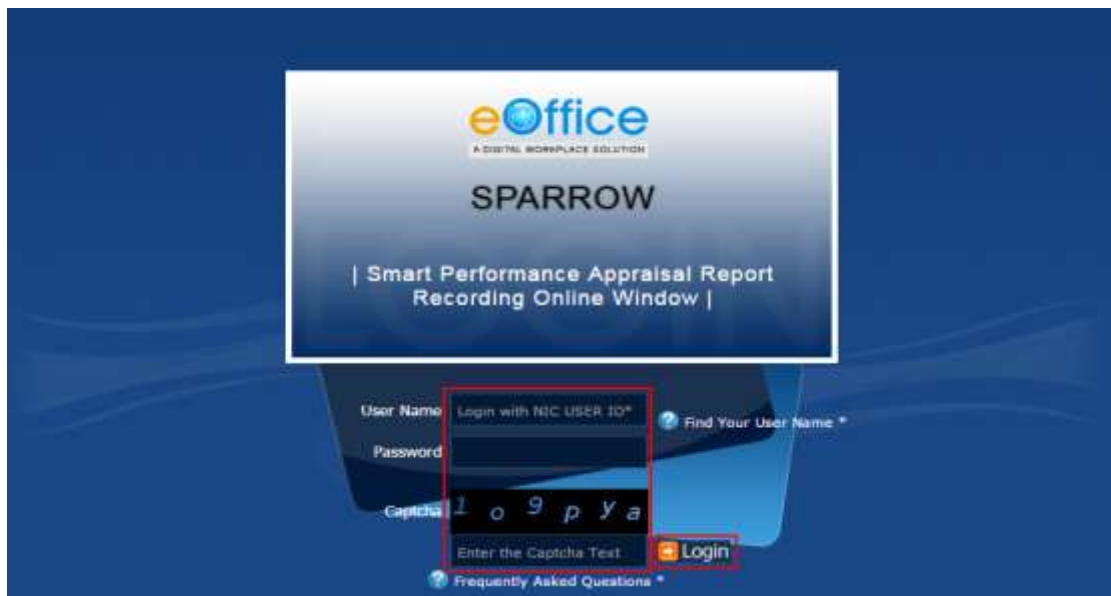 eOffice
A DIGITAL WORKPLACE SOLUTION
SPARROW
LOGIN
| Smart Performance Appraisal Report
Recording Online Window |
User Name Login with NIC USER ID* Find Your User Name *
Password
Captcha 1 o 9 p y a
Enter the Captcha Text Login
Frequently Asked Questions *